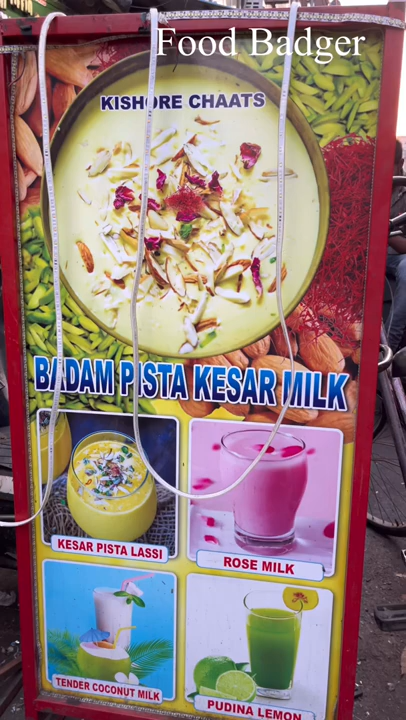 Food Badger
KISHORE CHAATS
BADAM PISTA KESAR MILK
KESAR PISTA LASSI
ROSE MILK
TENDER COCONUT MILK
PUDINA LEMON